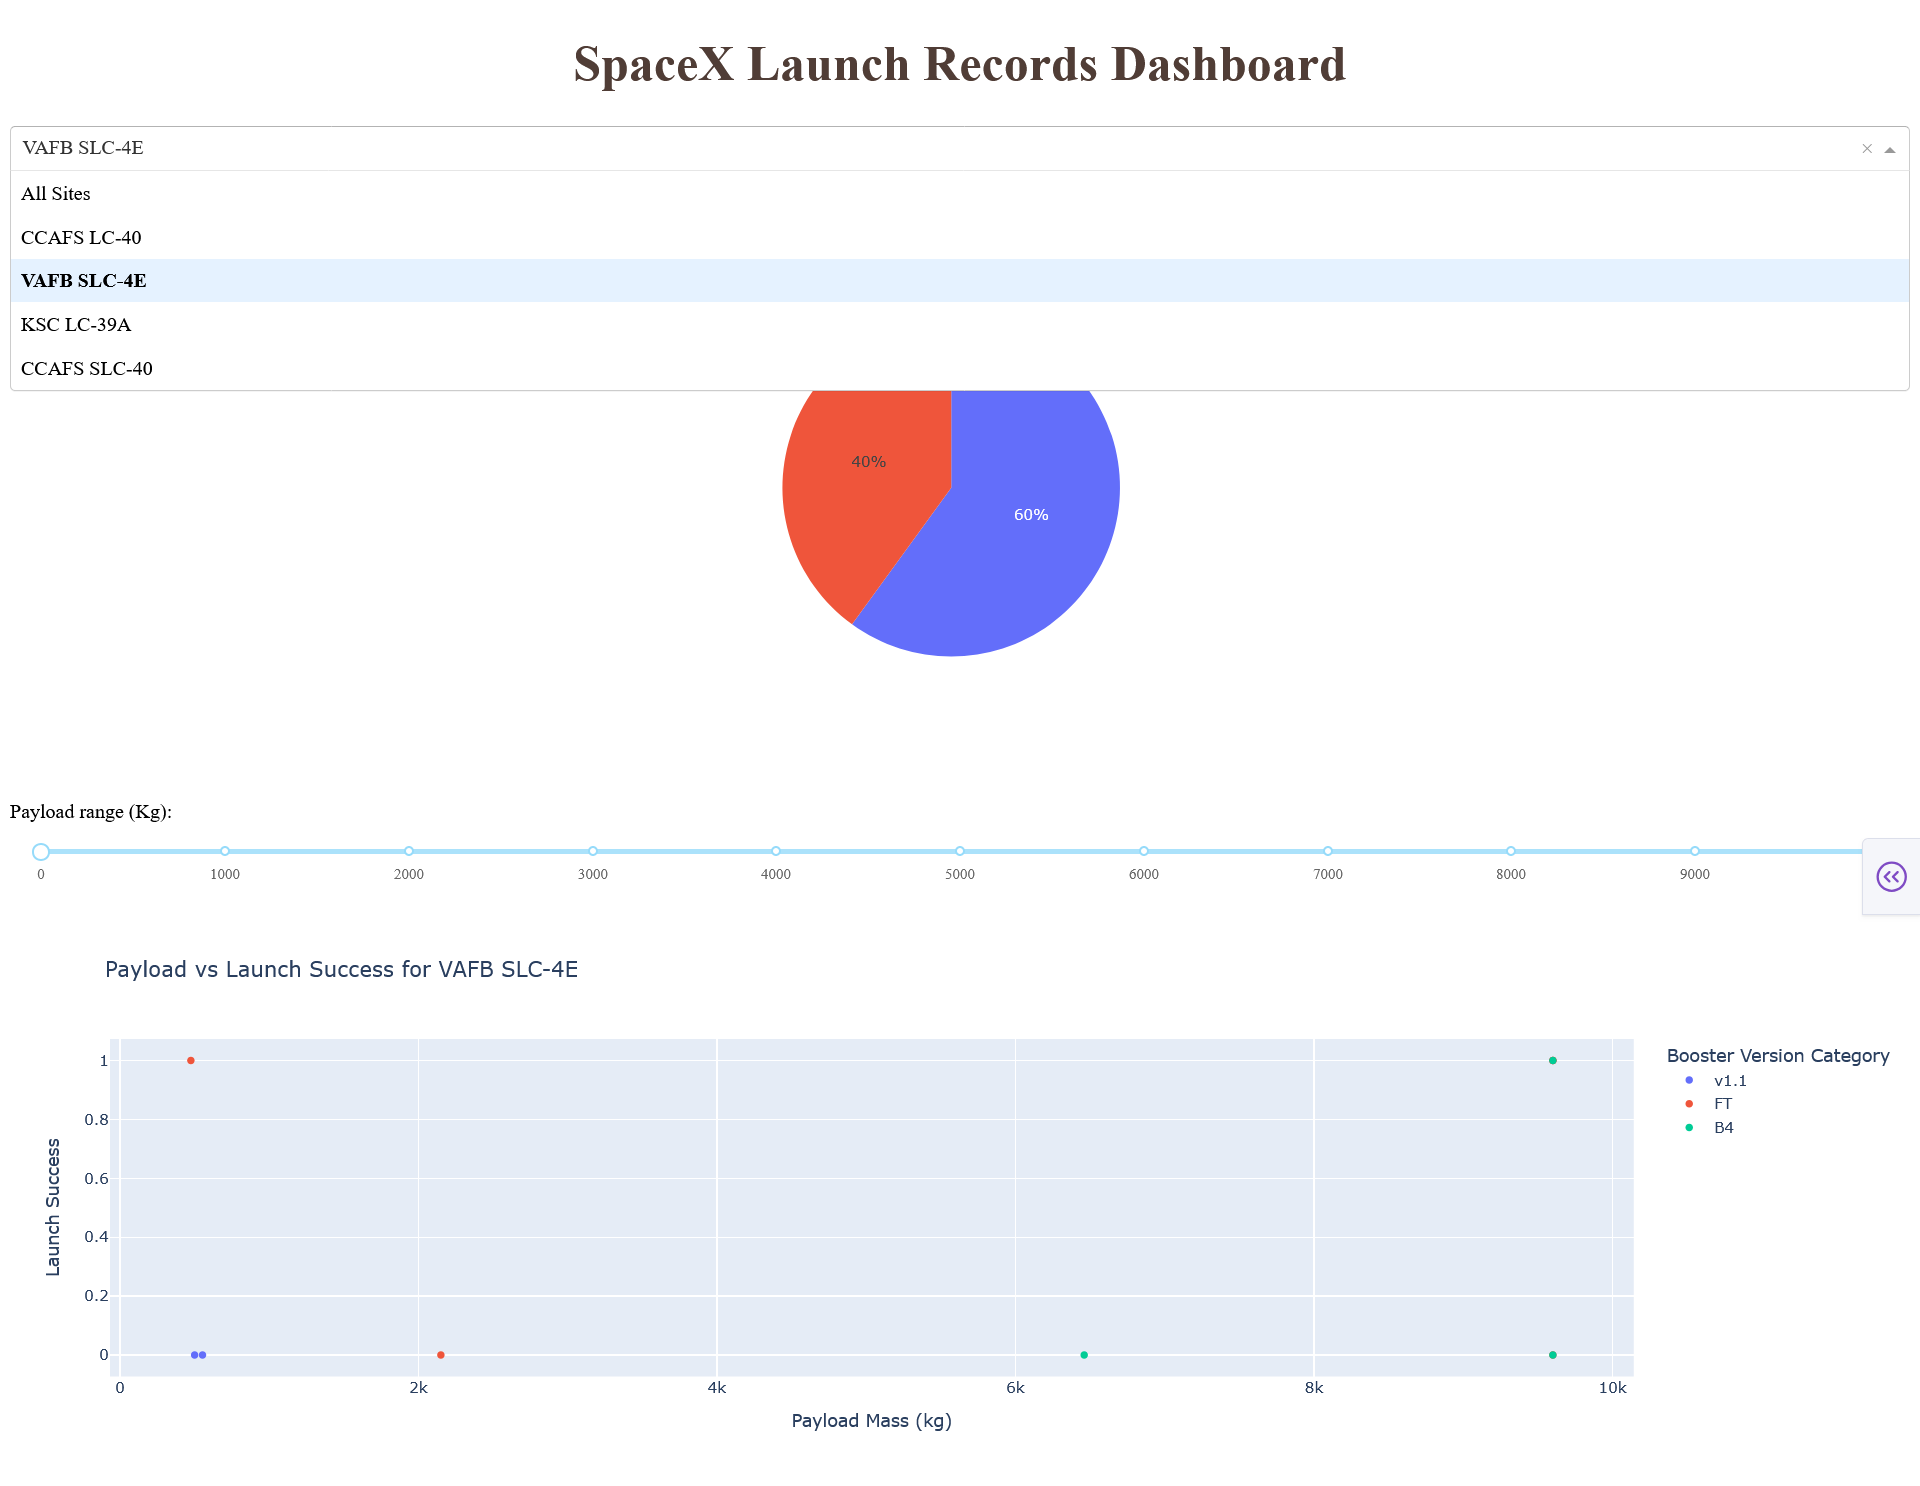 SpaceX Launch Records Dashboard
VAFB SLC-4E
All Sites
CCAFS LC-40
VAFB SLC-4E
KSC LC-39A
CCAFS SLC-40
40%
60%
Payload range (Kg):
0 1000 2000 3000 4000 5000 6000 7000 8000 9000
Payload vs Launch Success for VAFB SLC-4E
Booster Version Category
v1.1
FT
B4
Launch Success
1
0.8
0.6
0.4
0.2
0
0 2k 4k 6k 8k 10k
Payload Mass (kg)